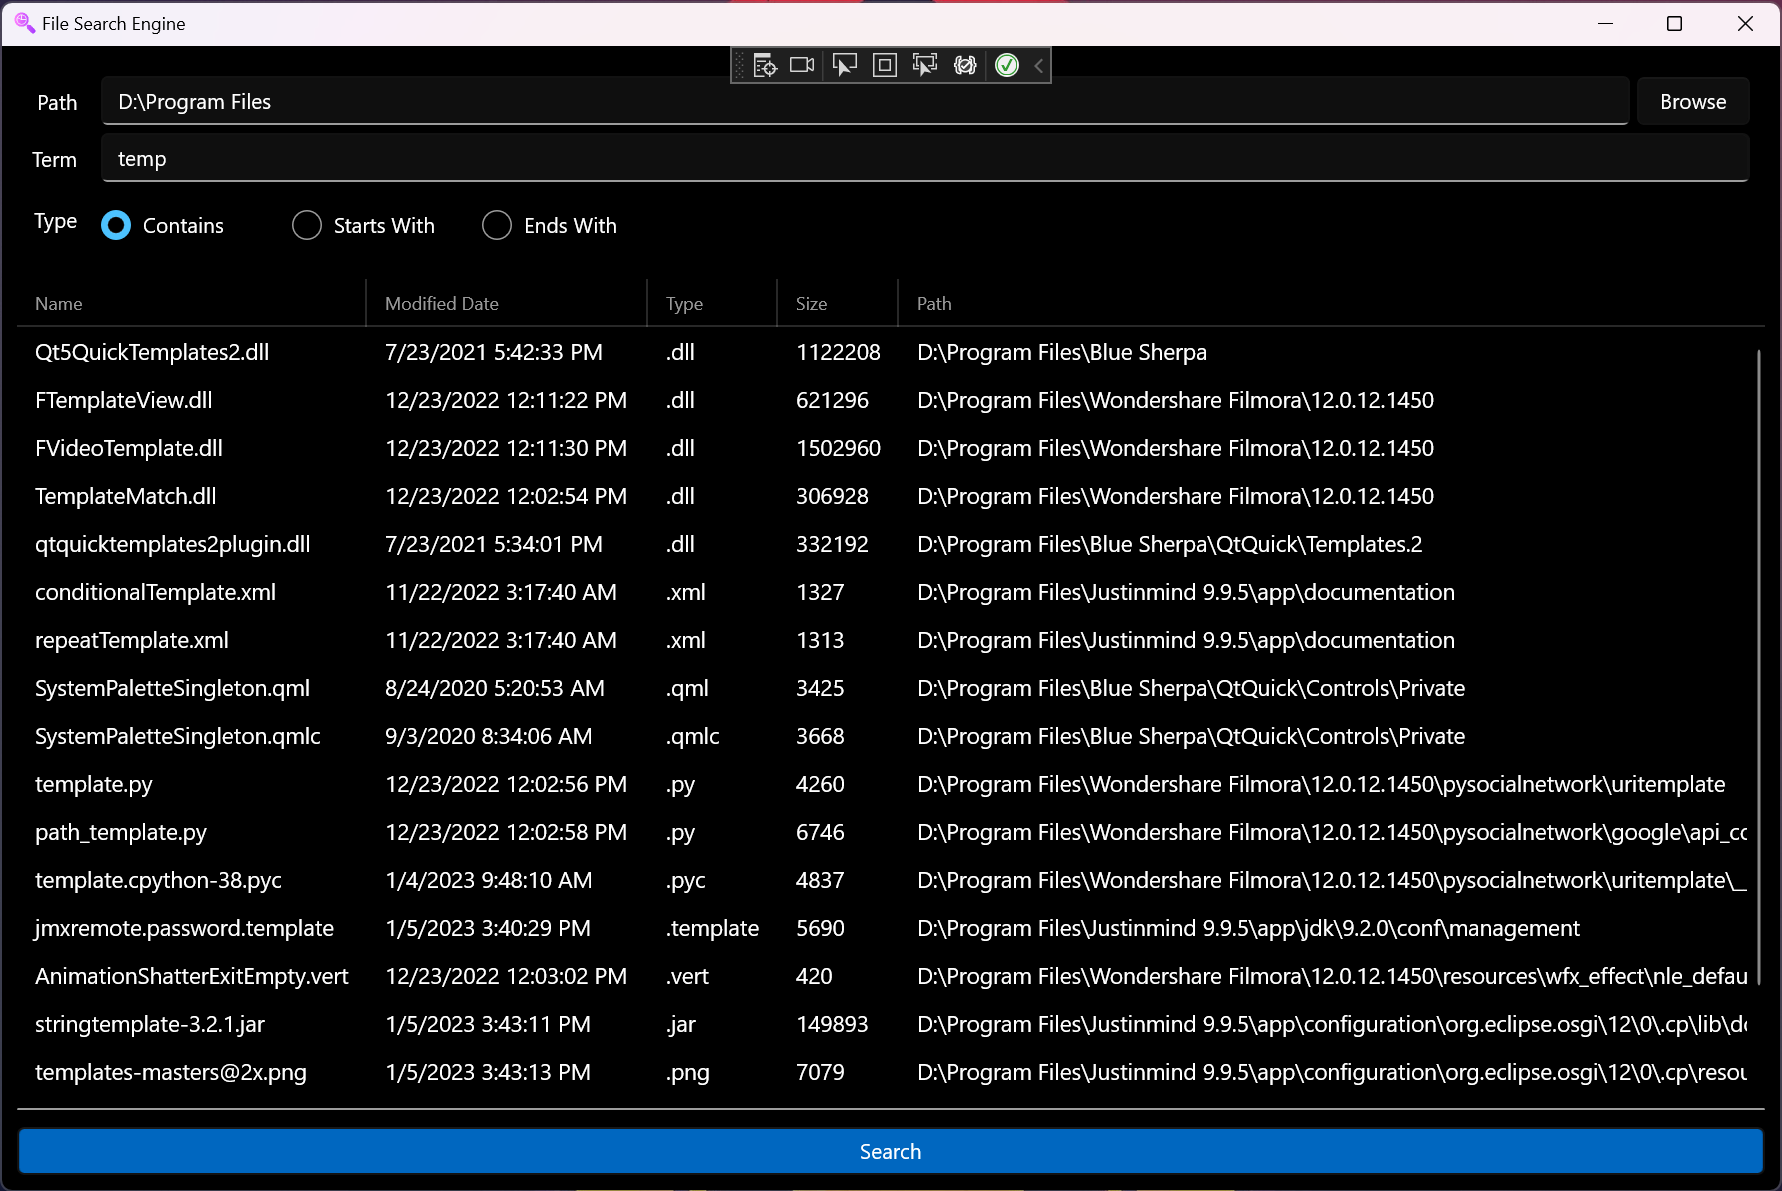 File Search Engine
Path D:\Program Files Browse
Term temp
Type Contains Starts With Ends With
Name Modified Date Type Size Path
Qt5QuickTemplates2.dll 7/23/2021 5:42:33 PM .dll 1122208 D:\Program Files\Blue Sherpa
FTemplateView.dll 12/23/2022 12:11:22 PM .dll 621296 D:\Program Files\Wondershare Filmora\12.0.12.1450
FVideoTemplate.dll 12/23/2022 12:11:30 PM .dll 1502960 D:\Program Files\Wondershare Filmora\12.0.12.1450
TemplateMatch.dll 12/23/2022 12:02:54 PM .dll 306928 D:\Program Files\Wondershare Filmora\12.0.12.1450
qtquicktemplates2plugin.dll 7/23/2021 5:34:01 PM .dll 332192 D:\Program Files\Blue Sherpa\QtQuick\Templates.2
conditionalTemplate.xml 11/22/2022 3:17:40 AM .xml 1327 D:\Program Files\Justinmind 9.9.5\app\documentation
repeatTemplate.xml 11/22/2022 3:17:40 AM .xml 1313 D:\Program Files\Justinmind 9.9.5\app\documentation
SystemPaletteSingleton.qml 8/24/2020 5:20:53 AM .qml 3425 D:\Program Files\Blue Sherpa\QtQuick\Controls\Private
SystemPaletteSingleton.qmlc 9/3/2020 8:34:06 AM .qmlc 3668 D:\Program Files\Blue Sherpa\QtQuick\Controls\Private
template.py 12/23/2022 12:02:56 PM .py 4260 D:\Program Files\Wondershare Filmora\12.0.12.1450\pysocialnetwork\uritemplate
path_template.py 12/23/2022 12:02:58 PM .py 6746 D:\Program Files\Wondershare Filmora\12.0.12.1450\pysocialnetwork\google\api_cc
template.cpython-38.pyc 1/4/2023 9:48:10 AM .pyc 4837 D:\Program Files\Wondershare Filmora\12.0.12.1450\pysocialnetwork\uritemplate\__
jmxremote.password.template 1/5/2023 3:40:29 PM .template 5690 D:\Program Files\Justinmind 9.9.5\app\jdk\9.2.0\conf\management
AnimationShatterExitEmpty.vert 12/23/2022 12:03:02 PM .vert 420 D:\Program Files\Wondershare Filmora\12.0.12.1450\resources\wfx_effect\nle_defau
stringtemplate-3.2.1.jar 1/5/2023 3:43:11 PM .jar 149893 D:\Program Files\Justinmind 9.9.5\app\configuration\org.eclipse.osgi\12\0\.cp\lib\dc
templates-masters@2x.png 1/5/2023 3:43:13 PM .png 7079 D:\Program Files\Justinmind 9.9.5\app\configuration\org.eclipse.osgi\12\0\.cp\resou
Search